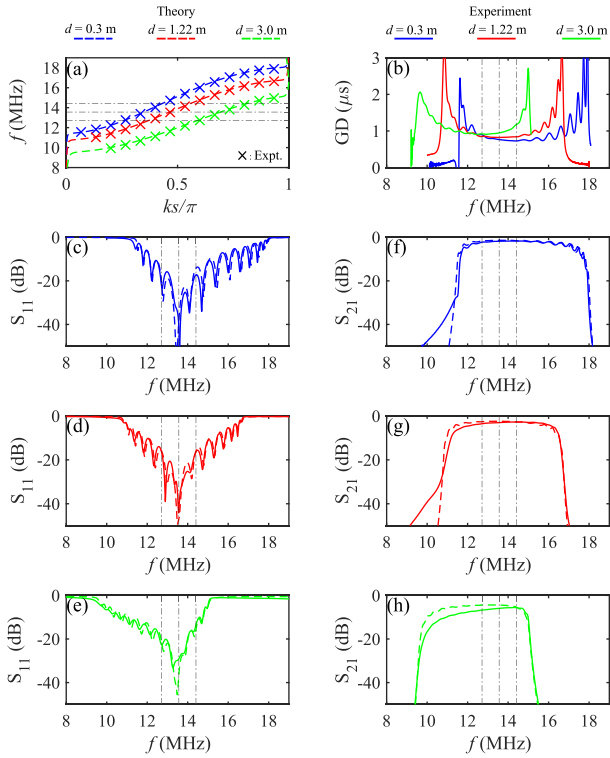 Theory
d = 0.3 m d = 1.22 m d = 3.0 m
Experiment
d = 0.3 m d = 1.22 m d = 3.0 m
(a)
f (MHz)
18
16
14
12
10
8
× : Expt.
0 0.5 1
ks/π
(b)
GD (μs)
3
2
1
0
8 10 12 14 16 18
f (MHz)
(c)
S11 (dB)
0
-20
-40
8 10 12 14 16 18
f (MHz)
(f)
S21 (dB)
0
-20
-40
8 10 12 14 16 18
f (MHz)
(d)
S11 (dB)
0
-20
-40
8 10 12 14 16 18
f (MHz)
(g)
S21 (dB)
0
-20
-40
8 10 12 14 16 18
f (MHz)
(e)
S11 (dB)
0
-20
-40
8 10 12 14 16 18
f (MHz)
(h)
S21 (dB)
0
-20
-40
8 10 12 14 16 18
f (MHz)